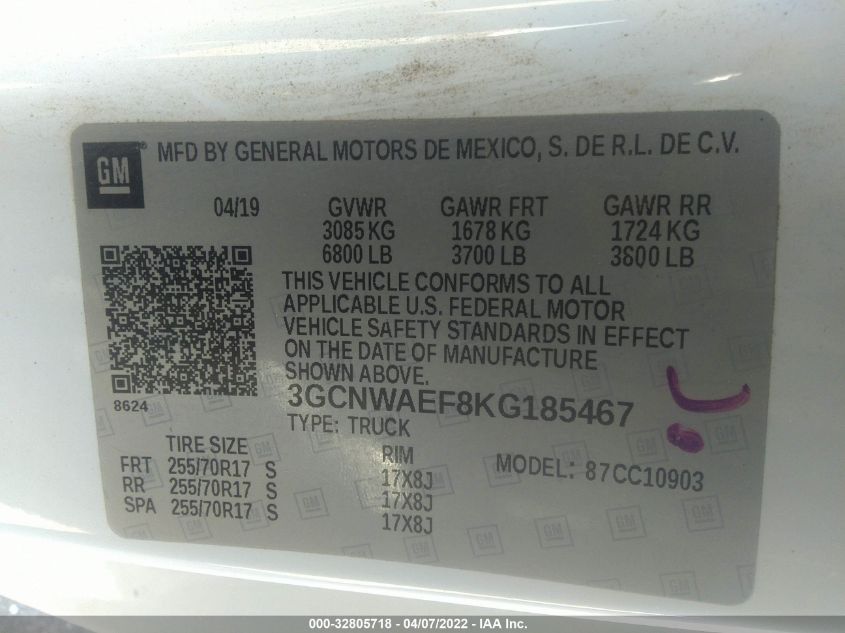 GM
® MFD BY GENERAL MOTORS DE MEXICO, S. DE R.L. DE C.V.
04/19 GVWR GAWR FRT GAWR RR
3085 KG 1678 KG 1724 KG
6800 LB 3700 LB 3800 LB
THIS VEHICLE CONFORMS TO ALL
APPLICABLE U.S. FEDERAL MOTOR
VEHICLE SAFETY STANDARDS IN EFFECT
ON THE DATE OF MANUFACTURE
SHOWN ABOVE.
8624
3GCNWAEF8KG185467
TYPE: TRUCK
TIRE SIZE RIM MODEL: 87CC10903
FRT 255/70R17 S 17X8J
RR 255/70R17 S 17X8J
SPA 255/70R17 S 17X8J
000-32805718 - 04/07/2022 - IAA Inc.